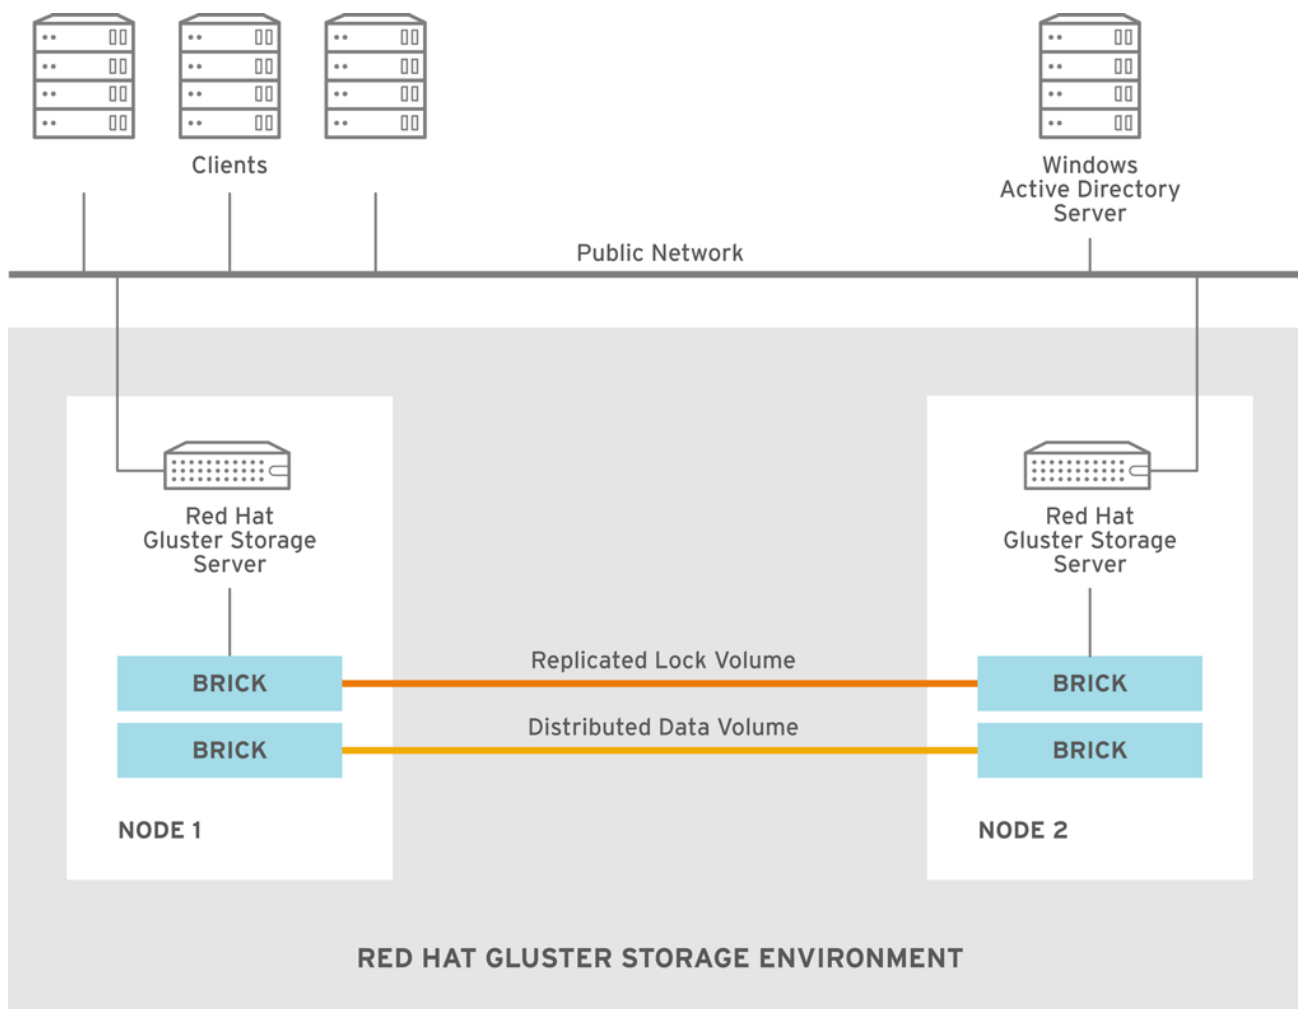 Clients
Windows
Active Directory
Server
Public Network
Red Hat
Gluster Storage
Server
Red Hat
Gluster Storage
Server
Replicated Lock Volume
BRICK
BRICK
Distributed Data Volume
BRICK
BRICK
NODE 1
NODE 2
RED HAT GLUSTER STORAGE ENVIRONMENT